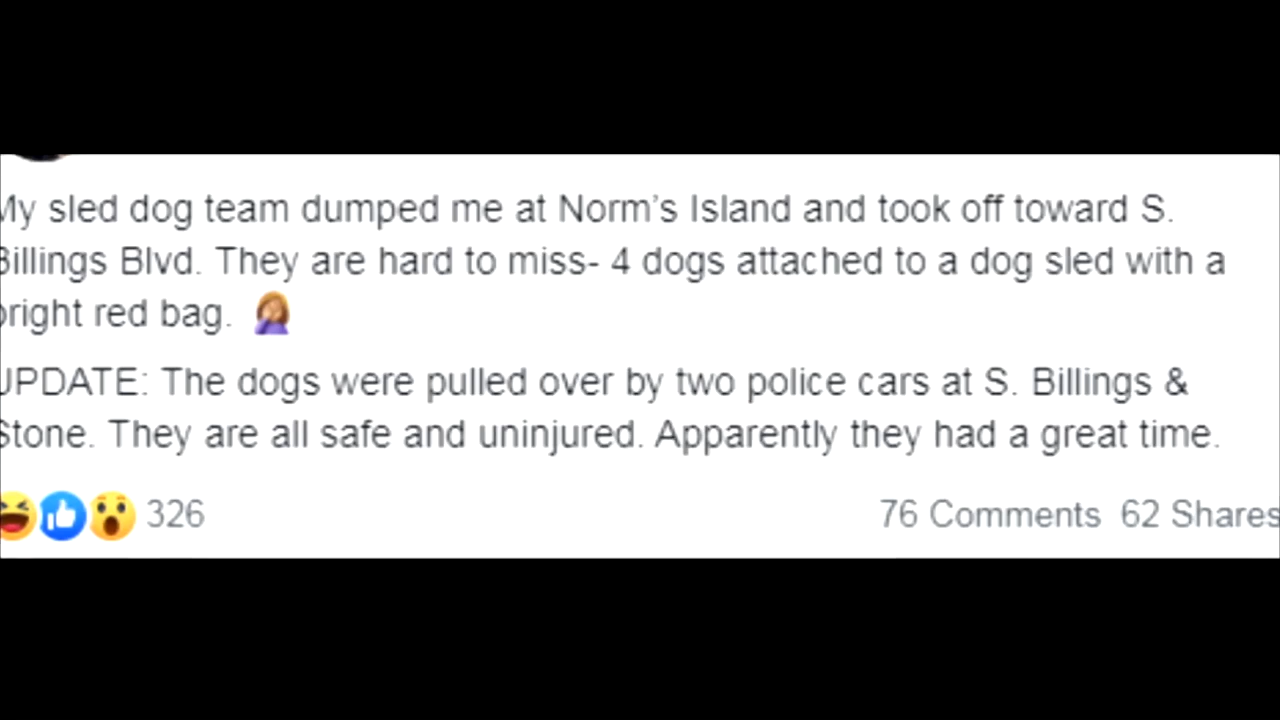 My sled dog team dumped me at Norm's Island and took off toward S.
Billings Blvd. They are hard to miss- 4 dogs attached to a dog sled with a
bright red bag. 🤦🏽‍♀️
UPDATE: The dogs were pulled over by two police cars at S. Billings &
Stone. They are all safe and uninjured. Apparently they had a great time.
326 76 Comments 62 Shares